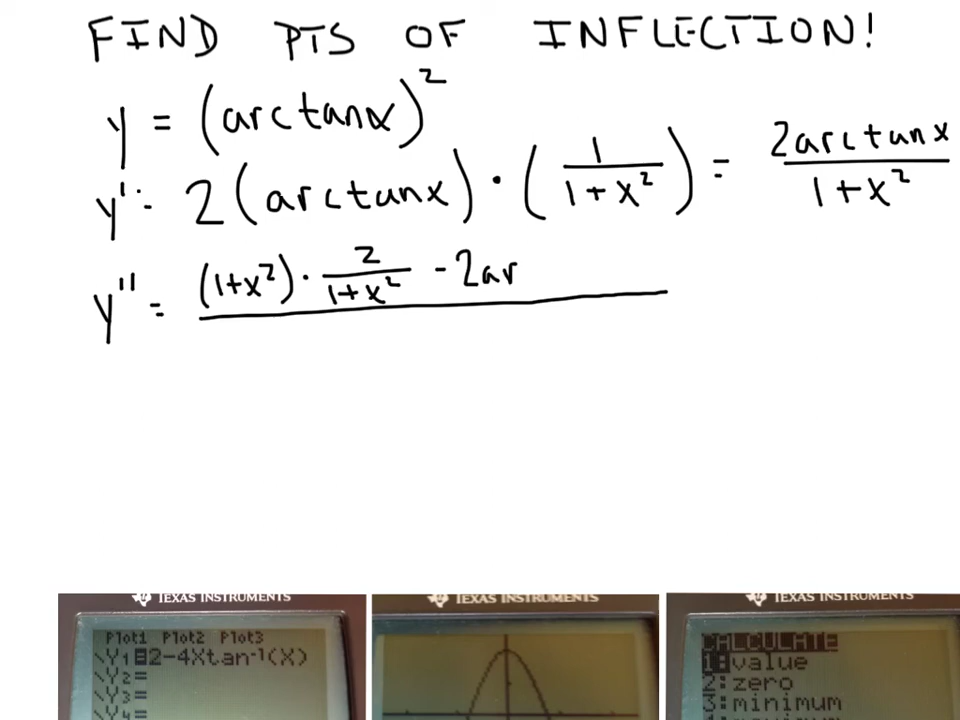 FIND PTS OF INFLECTION!
y = (arctanx)²
y' = 2(arctanx) · (1/(1+x²)) = 2arctanx/(1+x²)
y'' = (1+x²) · 2/(1+x²) - 2ar
TEXAS INSTRUMENTS
Plot1 Plot2 Plot3
\Y1=2-4Xtan⁻¹(X)
\Y2=
\Y3=
\Y4=
TEXAS INSTRUMENTS
TEXAS INSTRUMENTS
CALCULATE
1:value
2:zero
3:minimum